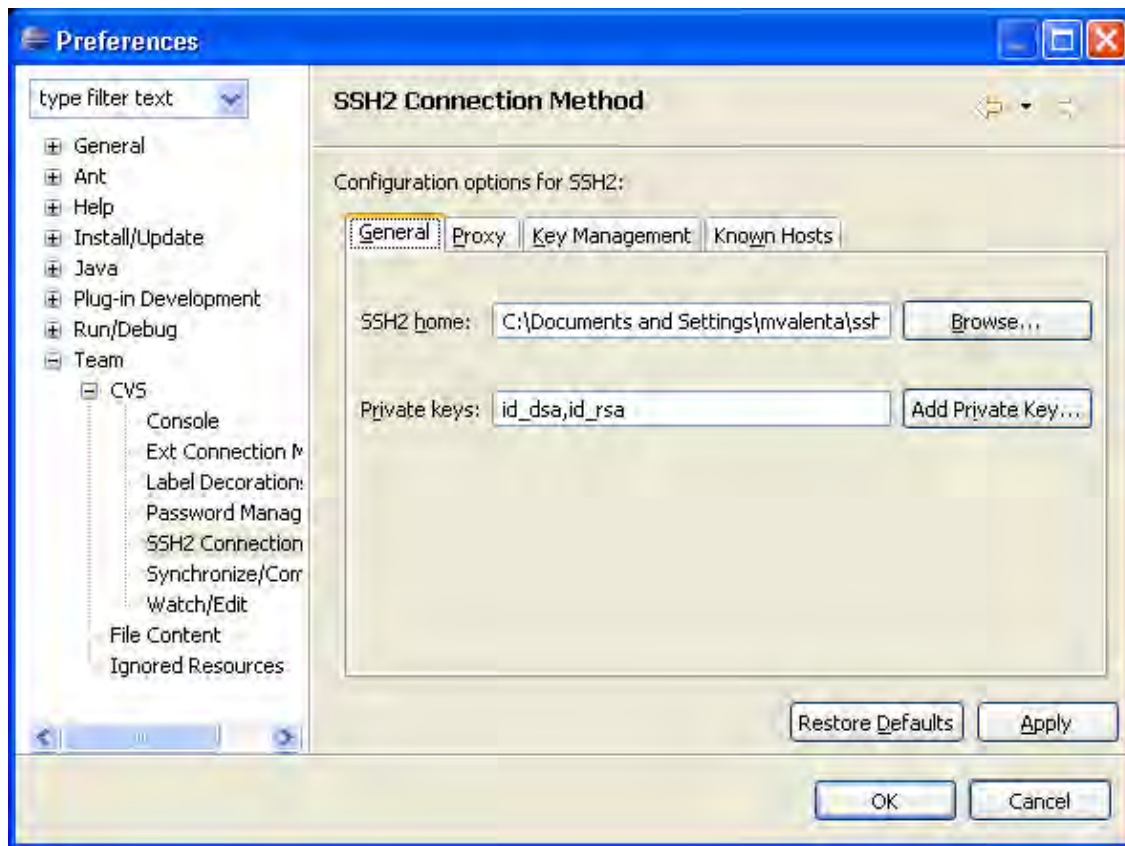 Preferences
type filter text
General
Ant
Help
Install/Update
Java
Plug-in Development
Run/Debug
Team
CVS
Console
Ext Connection M
Label Decorations
Password Manag
SSH2 Connection
Synchronize/Com
Watch/Edit
File Content
Ignored Resources
SSH2 Connection Method
Configuration options for SSH2:
General Proxy Key Management Known Hosts
SSH2 home: C:\Documents and Settings\mvalenta\ssh Browse...
Private keys: id_dsa,id_rsa Add Private Key...
Restore Defaults Apply
OK Cancel